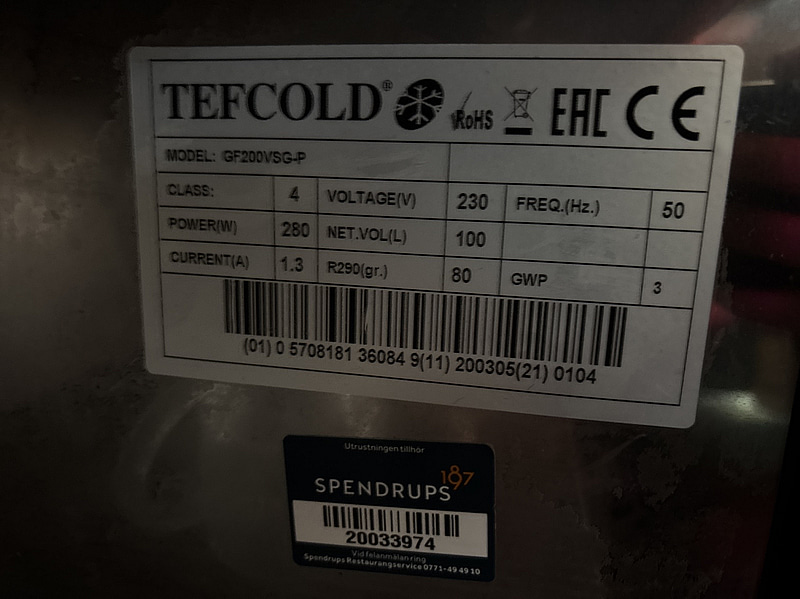 TEFCOLD®
RoHS EAC CE
MODEL: GF200VSG-P
CLASS: 4 VOLTAGE(V) 230 FREQ.(Hz.) 50
POWER(W) 280 NET.VOL(L) 100
CURRENT(A) 1.3 R290(gr.) 80 GWP 3
(01) 0 5708181 36084 9(11) 200305(21) 0104
Utrustningen tillhör
SPENDRUPS 1897
20033974
Vid felanmälan ring
Spendrups Restaurangservice 0771-49 49 10